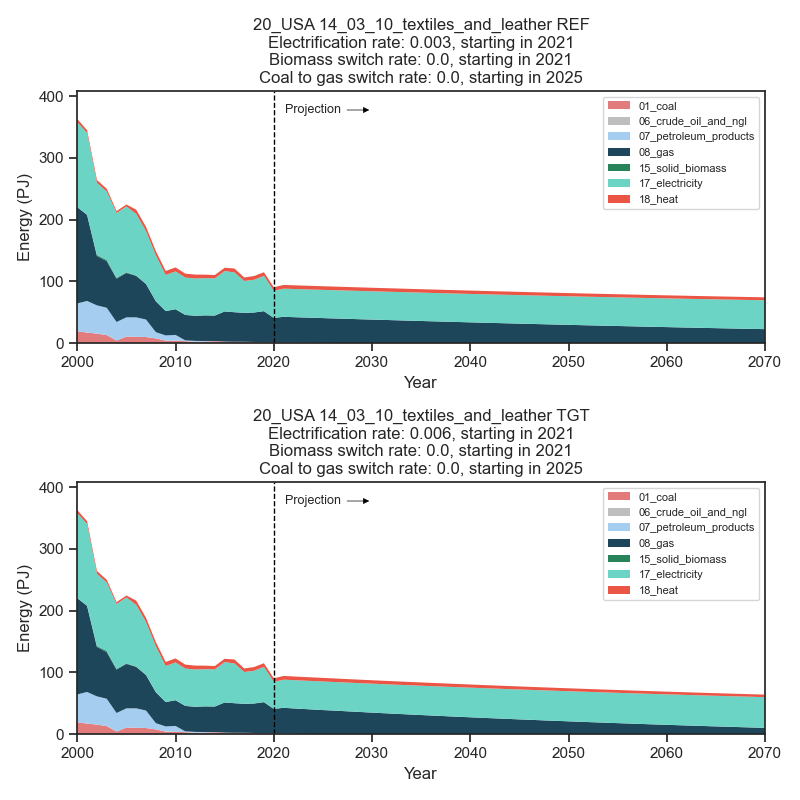 20_USA 14_03_10_textiles_and_leather REF
Electrification rate: 0.003, starting in 2021
Biomass switch rate: 0.0, starting in 2021
Coal to gas switch rate: 0.0, starting in 2025
400
300
200
100
0
Energy (PJ)
Projection
01_coal
06_crude_oil_and_ngl
07_petroleum_products
08_gas
15_solid_biomass
17_electricity
18_heat
2000 2010 2020 2030 2040 2050 2060 2070
Year
20_USA 14_03_10_textiles_and_leather TGT
Electrification rate: 0.006, starting in 2021
Biomass switch rate: 0.0, starting in 2021
Coal to gas switch rate: 0.0, starting in 2025
400
300
200
100
0
Energy (PJ)
Projection
01_coal
06_crude_oil_and_ngl
07_petroleum_products
08_gas
15_solid_biomass
17_electricity
18_heat
2000 2010 2020 2030 2040 2050 2060 2070
Year